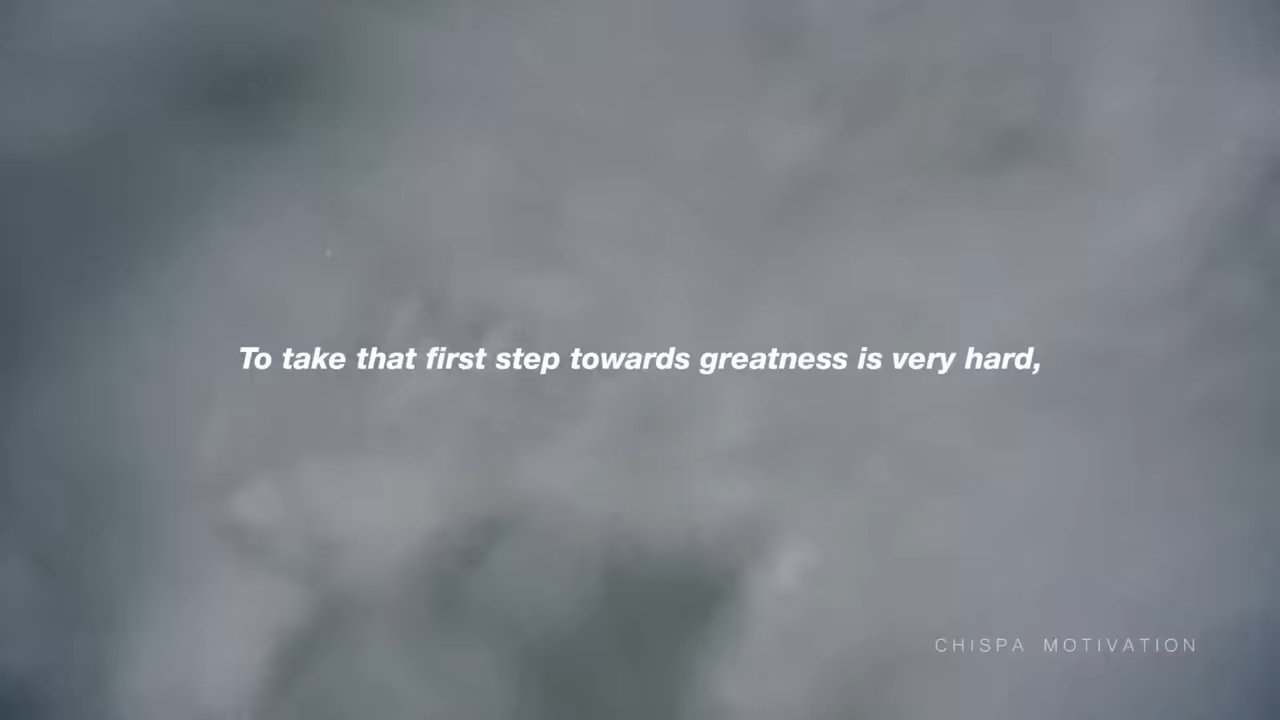 To take that first step towards greatness is very hard,
CHISPA MOTIVATION